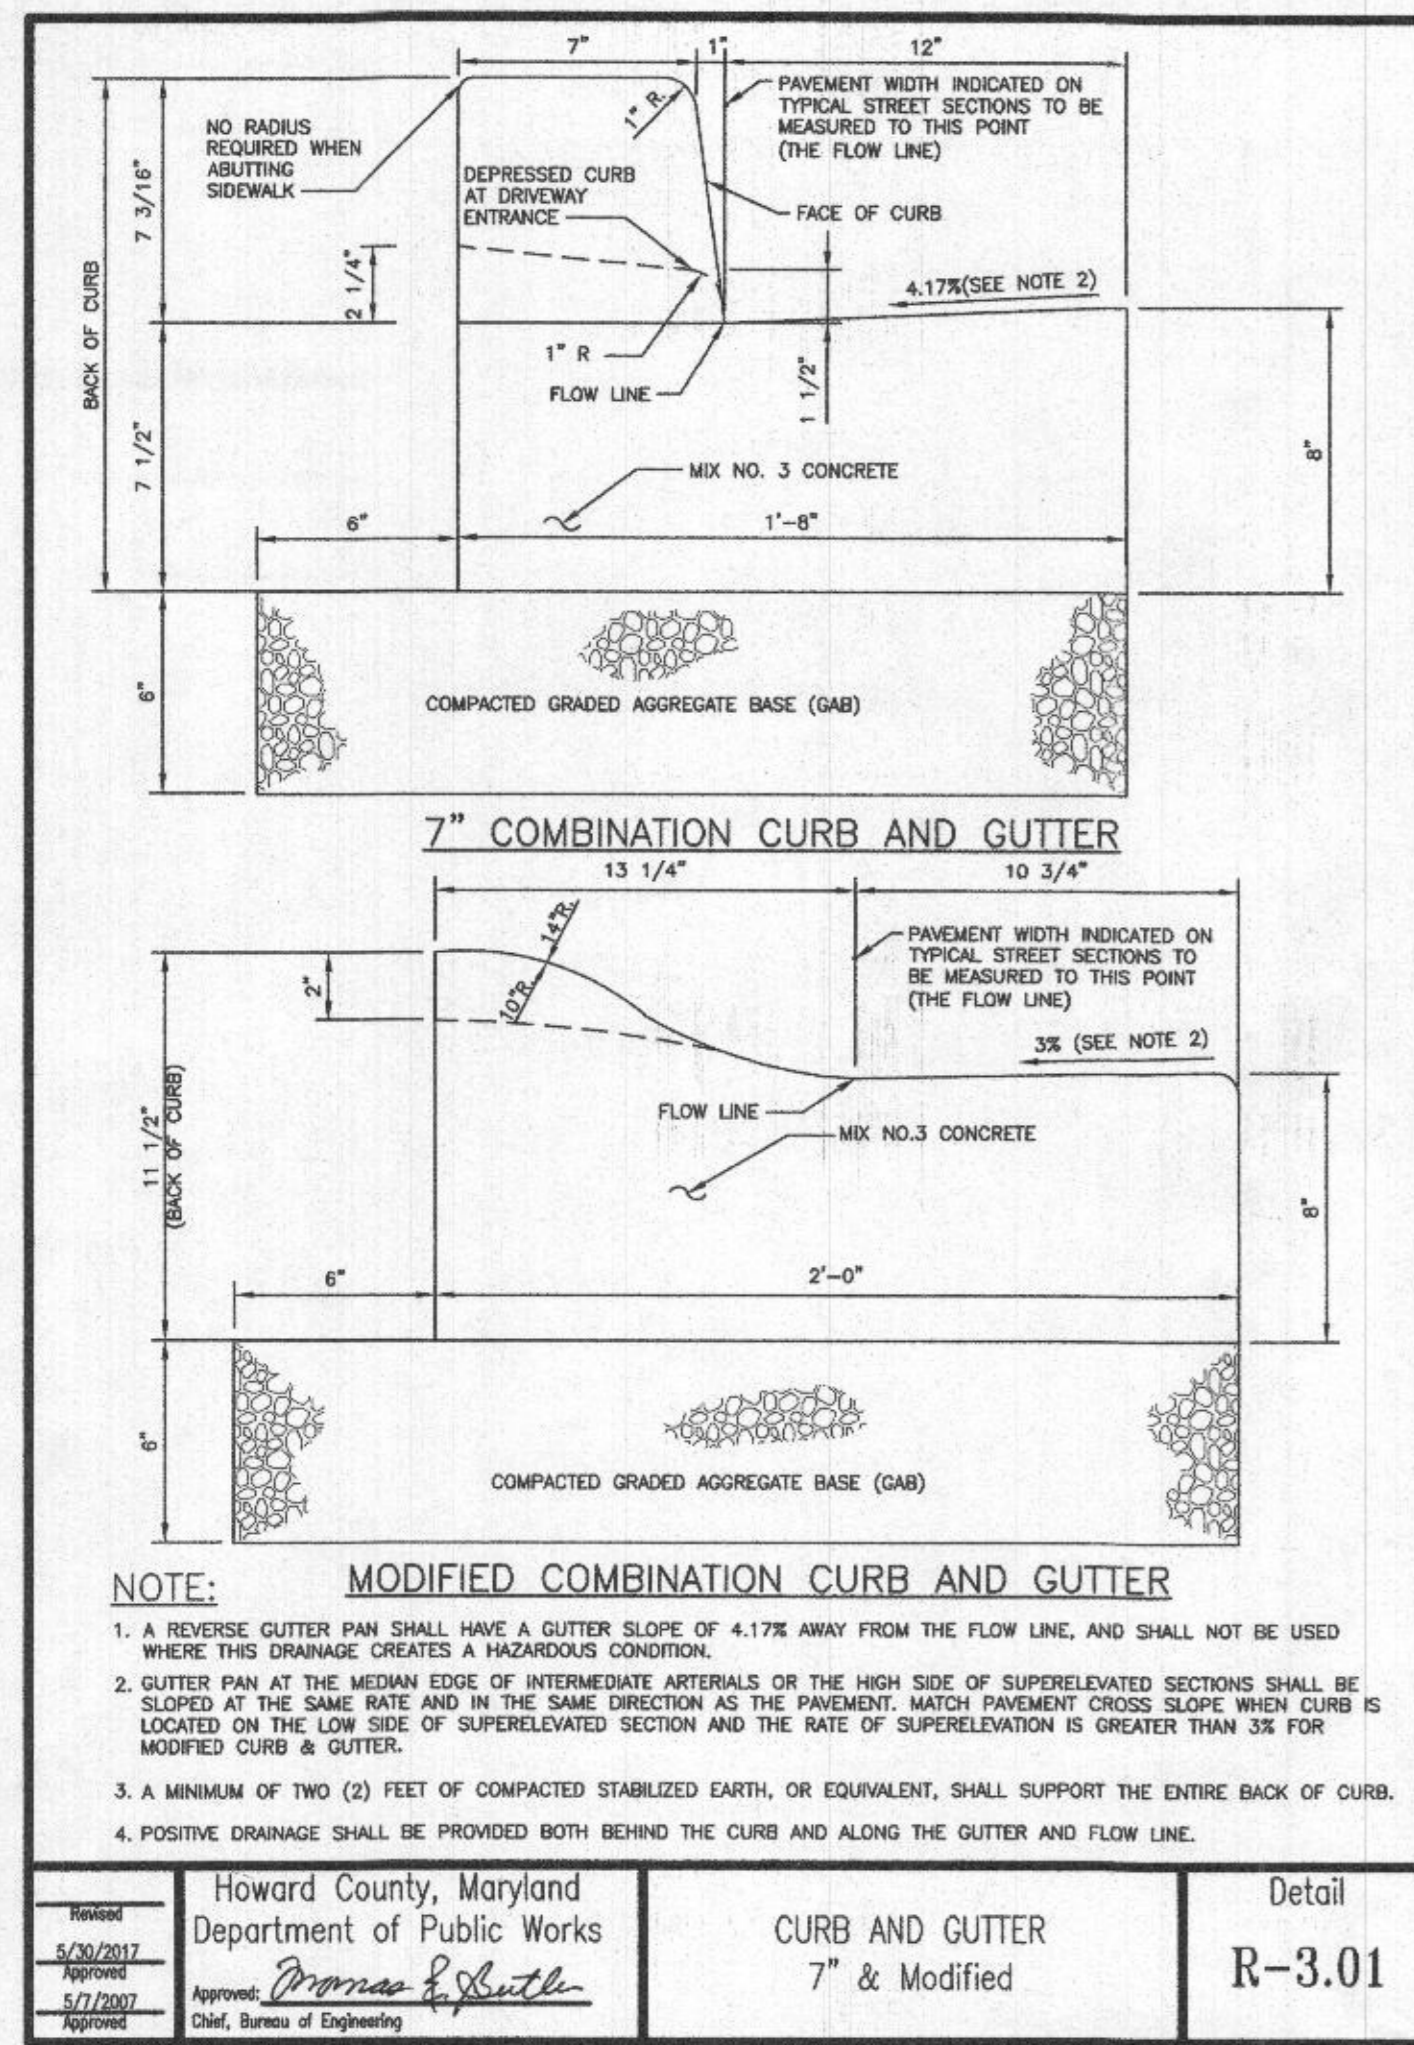 7" 1" 12"
PAVEMENT WIDTH INDICATED ON
TYPICAL STREET SECTIONS TO BE
MEASURED TO THIS POINT
(THE FLOW LINE)
1" R.
NO RADIUS
REQUIRED WHEN
ABUTTING
SIDEWALK
DEPRESSED CURB
AT DRIVEWAY
ENTRANCE
FACE OF CURB
7 3/16"
2 1/4"
4.17%(SEE NOTE 2)
BACK OF CURB
1" R
FLOW LINE
1 1/2"
7 1/2"
8"
MIX NO. 3 CONCRETE
6" 1'-8"
6"
COMPACTED GRADED AGGREGATE BASE (GAB)
7" COMBINATION CURB AND GUTTER
13 1/4" 10 3/4"
14"R.
10"R.
PAVEMENT WIDTH INDICATED ON
TYPICAL STREET SECTIONS TO
BE MEASURED TO THIS POINT
(THE FLOW LINE)
2"
3% (SEE NOTE 2)
FLOW LINE
MIX NO.3 CONCRETE
11 1/2"
(BACK OF CURB)
8"
6" 2'-0"
6"
COMPACTED GRADED AGGREGATE BASE (GAB)
MODIFIED COMBINATION CURB AND GUTTER
NOTE:
1. A REVERSE GUTTER PAN SHALL HAVE A GUTTER SLOPE OF 4.17% AWAY FROM THE FLOW LINE, AND SHALL NOT BE USED
WHERE THIS DRAINAGE CREATES A HAZARDOUS CONDITION.
2. GUTTER PAN AT THE MEDIAN EDGE OF INTERMEDIATE ARTERIALS OR THE HIGH SIDE OF SUPERELEVATED SECTIONS SHALL BE
SLOPED AT THE SAME RATE AND IN THE SAME DIRECTION AS THE PAVEMENT. MATCH PAVEMENT CROSS SLOPE WHEN CURB IS
LOCATED ON THE LOW SIDE OF SUPERELEVATED SECTION AND THE RATE OF SUPERELEVATION IS GREATER THAN 3% FOR
MODIFIED CURB & GUTTER.
3. A MINIMUM OF TWO (2) FEET OF COMPACTED STABILIZED EARTH, OR EQUIVALENT, SHALL SUPPORT THE ENTIRE BACK OF CURB.
4. POSITIVE DRAINAGE SHALL BE PROVIDED BOTH BEHIND THE CURB AND ALONG THE GUTTER AND FLOW LINE.
Revised
5/30/2017
Approved
5/7/2007
Approved
Howard County, Maryland
Department of Public Works
Approved: Thomas E. Butler
Chief, Bureau of Engineering
CURB AND GUTTER
7" & Modified
Detail
R-3.01